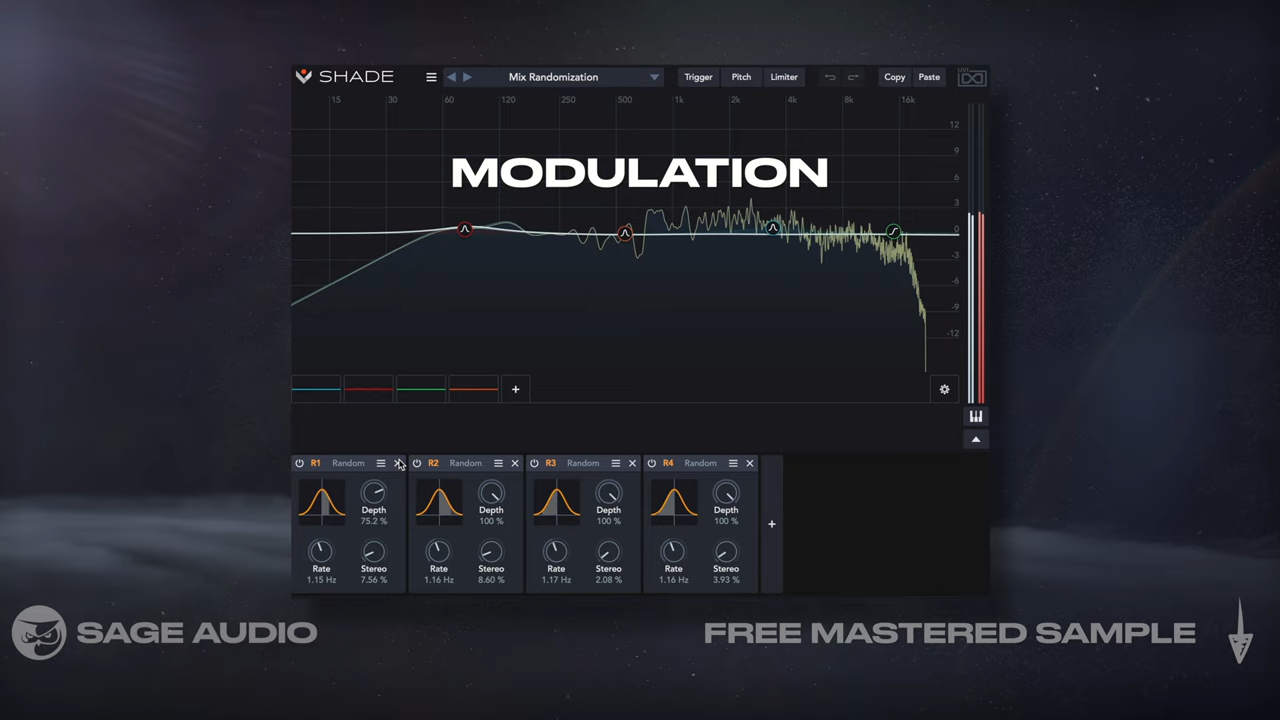 SHADE Mix Randomization Trigger Pitch Limiter Copy Paste
15 30 60 120 250 500 1k 2k 4k 8k 16k
12
9
MODULATION
6
3
0
-3
-6
-9
-12
+
R1 Random R2 Random R3 Random R4 Random
Depth Depth Depth Depth
75.2 % 100 % 100 % 100 %
+
Rate Stereo Rate Stereo Rate Stereo Rate Stereo
1.15 Hz 7.56 % 1.16 Hz 8.60 % 1.17 Hz 2.08 % 1.16 Hz 3.93 %
SAGE AUDIO FREE MASTERED SAMPLE